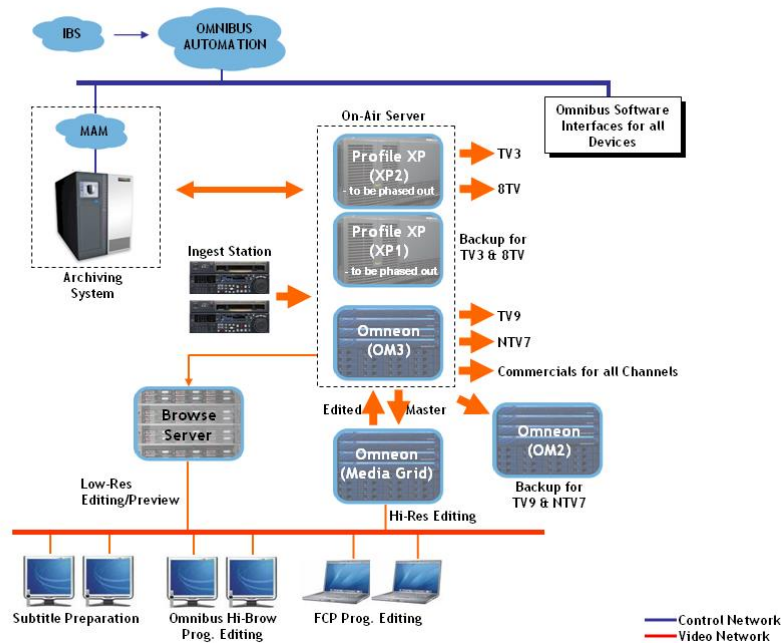 IBS
OMNIBUS
AUTOMATION
MAM
Archiving
System
On-Air Server
Omnibus Software
Interfaces for all
Devices
Profile XP
(XP2)
- to be phased out
TV3
8TV
Profile XP
(XP1)
- to be phased out
Backup for
TV3 & 8TV
Ingest Station
Omneon
(OM3)
TV9
NTV7
Commercials for all Channels
Browse
Server
Edited
Master
Omneon
(Media Grid)
Omneon
(OM2)
Backup for
TV9 & NTV7
Low-Res
Editing/Preview
Hi-Res Editing
Subtitle Preparation
Omnibus Hi-Brow
Prog. Editing
FCP Prog. Editing
Control Network
Video Network